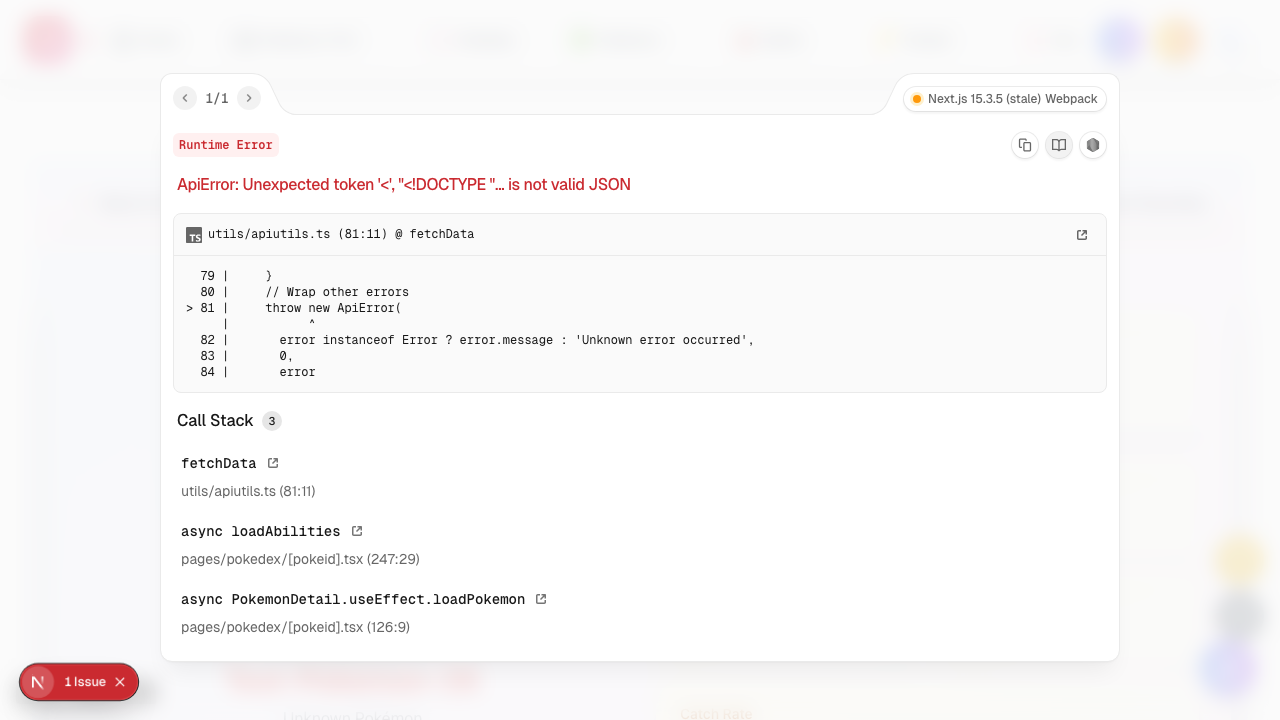 1/1
Next.js 15.3.5 (stale) Webpack
Runtime Error
ApiError: Unexpected token '<', "<!DOCTYPE "... is not valid JSON
TS utils/apiutils.ts (81:11) @ fetchData
79 |     }
80 |     // Wrap other errors
> 81 |     throw new ApiError(
|           ^
82 |       error instanceof Error ? error.message : 'Unknown error occurred',
83 |       0,
84 |       error
Call Stack 3
fetchData
utils/apiutils.ts (81:11)
async loadAbilities
pages/pokedex/[pokeid].tsx (247:29)
async PokemonDetail.useEffect.loadPokemon
pages/pokedex/[pokeid].tsx (126:9)
N 1 Issue
Unknown Pokemon
Catch Rate